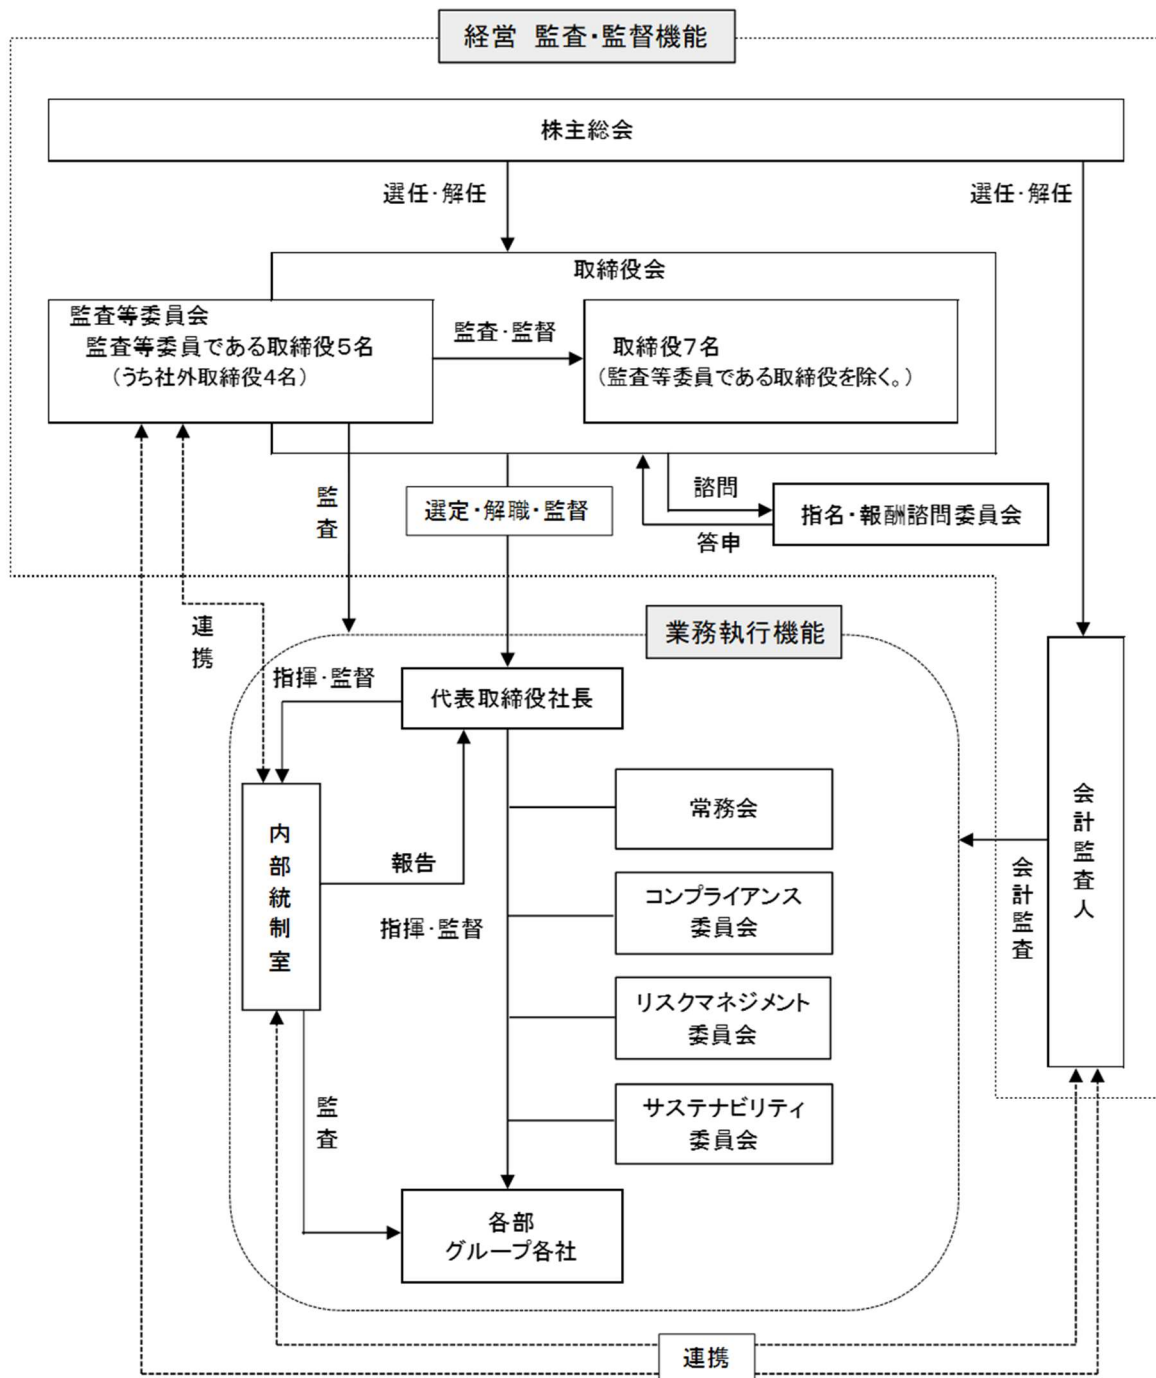 経営 監査・監督機能
株主総会
選任・解任
選任・解任
取締役会
監査等委員会
監査等委員である取締役5名
（うち社外取締役4名）
監査・監督
取締役7名
（監査等委員である取締役を除く。）
監査
選定・解職・監督
諮問
答申
指名・報酬諮問委員会
連携
業務執行機能
指揮・監督
代表取締役社長
内部統制室
報告
指揮・監督
常務会
コンプライアンス
委員会
リスクマネジメント
委員会
サステナビリティ
委員会
会計監査
会計監査人
監査
各部
グループ各社
連携